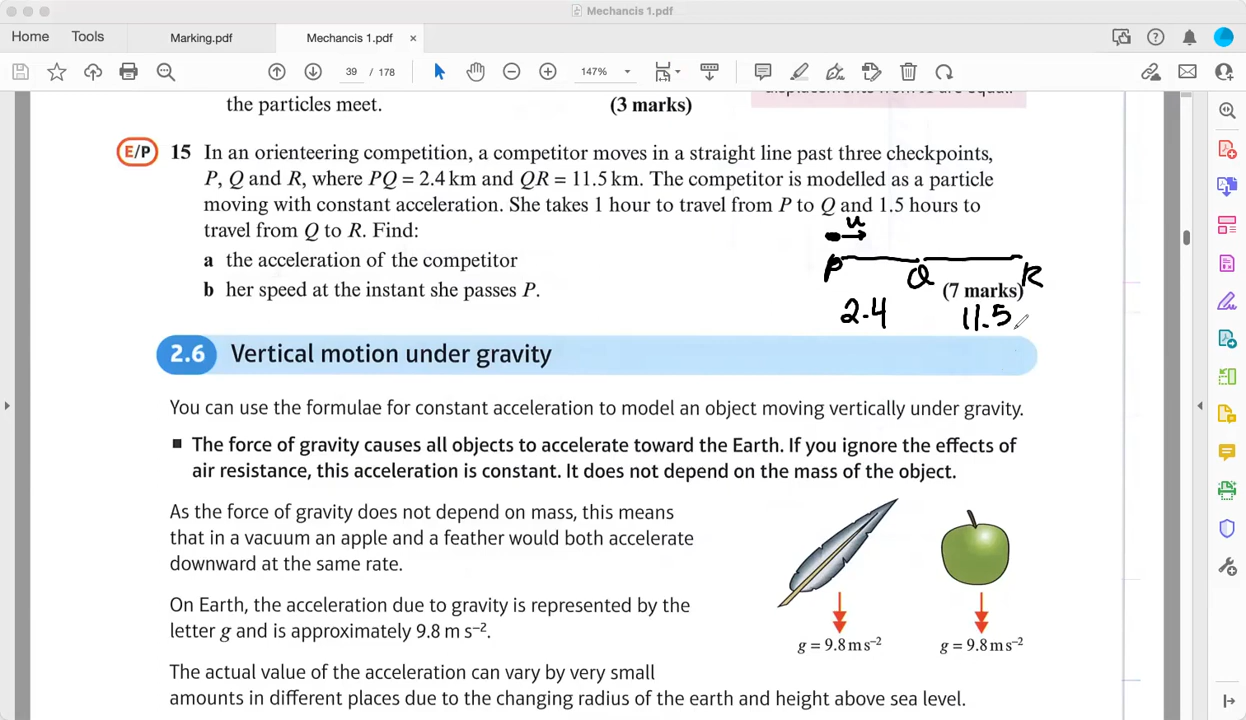 Mechancis 1.pdf
Home Tools Marking.pdf Mechancis 1.pdf ×
39 / 178 147%
the particles meet. (3 marks)
E/P 15 In an orienteering competition, a competitor moves in a straight line past three checkpoints,
P, Q and R, where PQ = 2.4 km and QR = 11.5 km. The competitor is modelled as a particle
moving with constant acceleration. She takes 1 hour to travel from P to Q and 1.5 hours to
travel from Q to R. Find:
u
a the acceleration of the competitor
P Q R
b her speed at the instant she passes P. (7 marks)
2.4 11.5
2.6 Vertical motion under gravity
You can use the formulae for constant acceleration to model an object moving vertically under gravity.
■ The force of gravity causes all objects to accelerate toward the Earth. If you ignore the effects of
air resistance, this acceleration is constant. It does not depend on the mass of the object.
As the force of gravity does not depend on mass, this means
that in a vacuum an apple and a feather would both accelerate
downward at the same rate.
On Earth, the acceleration due to gravity is represented by the
letter g and is approximately 9.8 m s⁻².
g = 9.8 m s⁻² g = 9.8 m s⁻²
The actual value of the acceleration can vary by very small
amounts in different places due to the changing radius of the earth and height above sea level.